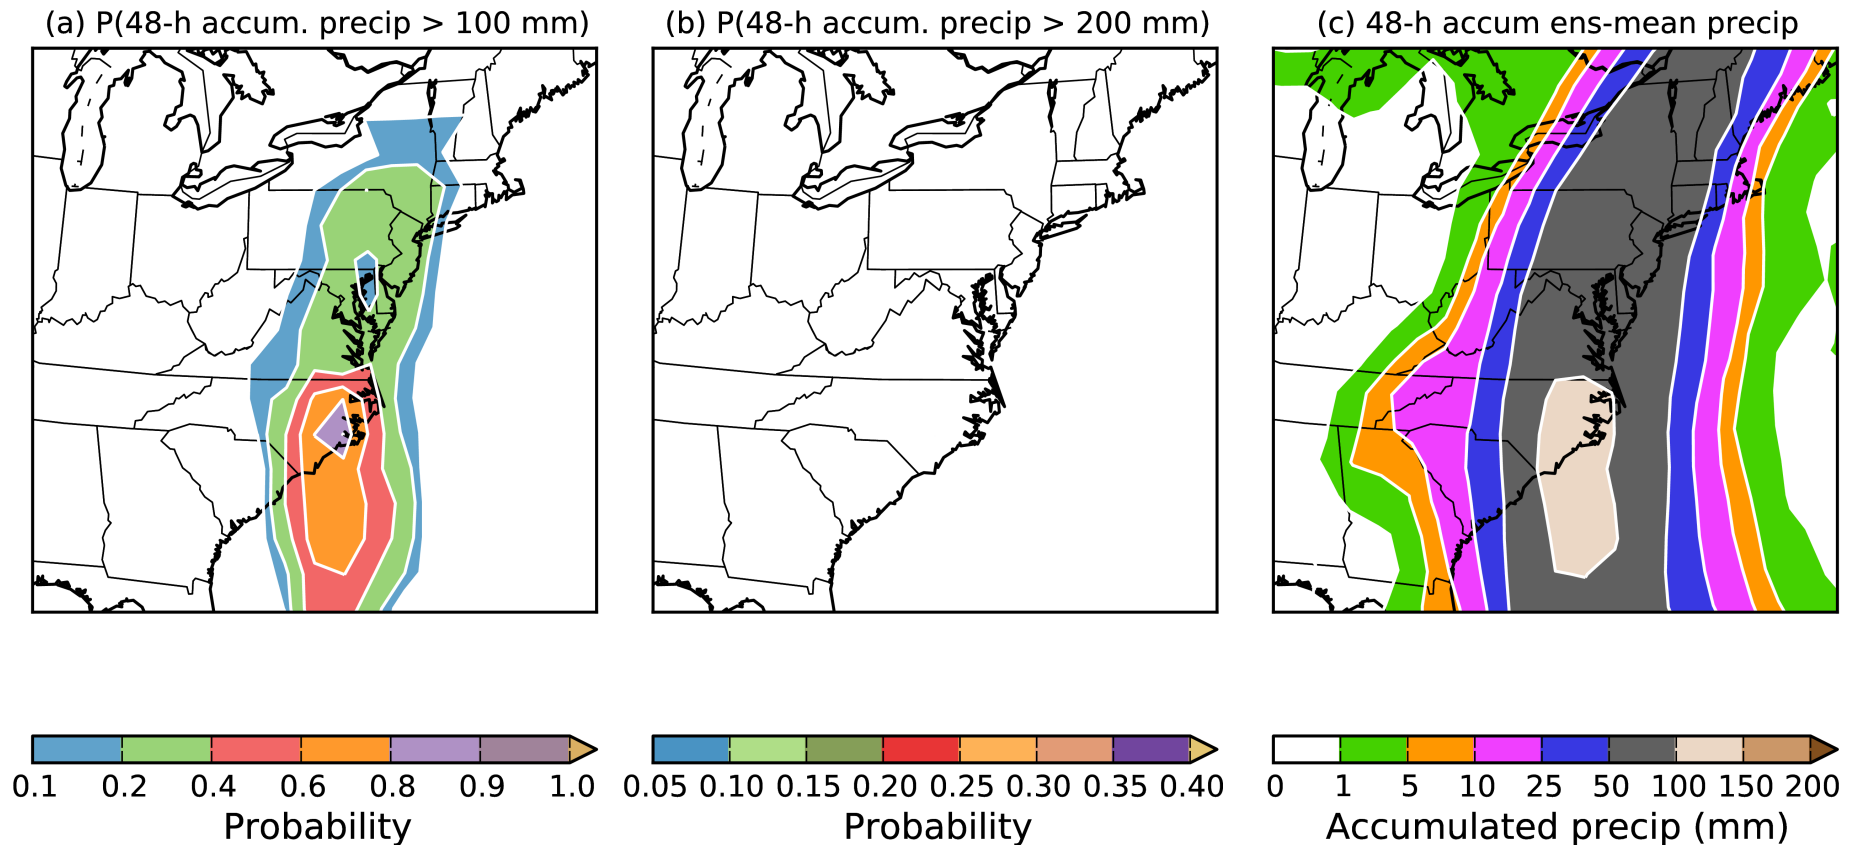 (a) P(48-h accum. precip > 100 mm)
(b) P(48-h accum. precip > 200 mm)
(c) 48-h accum ens-mean precip
0.1 0.2 0.4 0.6 0.8 0.9 1.0
Probability
0.05 0.10 0.15 0.20 0.25 0.30 0.35 0.40
Probability
0 1 5 10 25 50 100 150 200
Accumulated precip (mm)